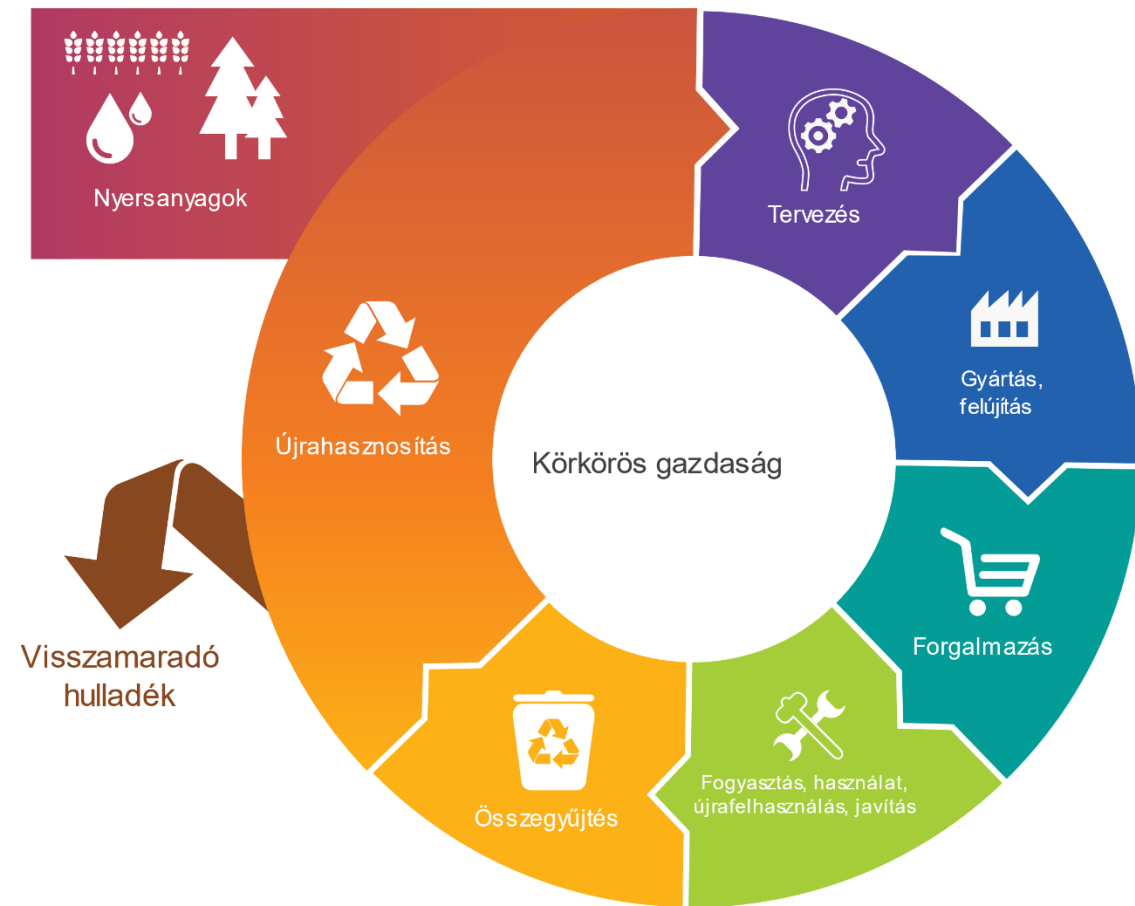 Nyersanyagok
Tervezés
Gyártás,
felújítás
Újrahasznosítás
Körkörös gazdaság
Forgalmazás
Visszamaradó
hulladék
Fogyasztás, használat,
újrafelhasználás, javítás
Összegyűjtés